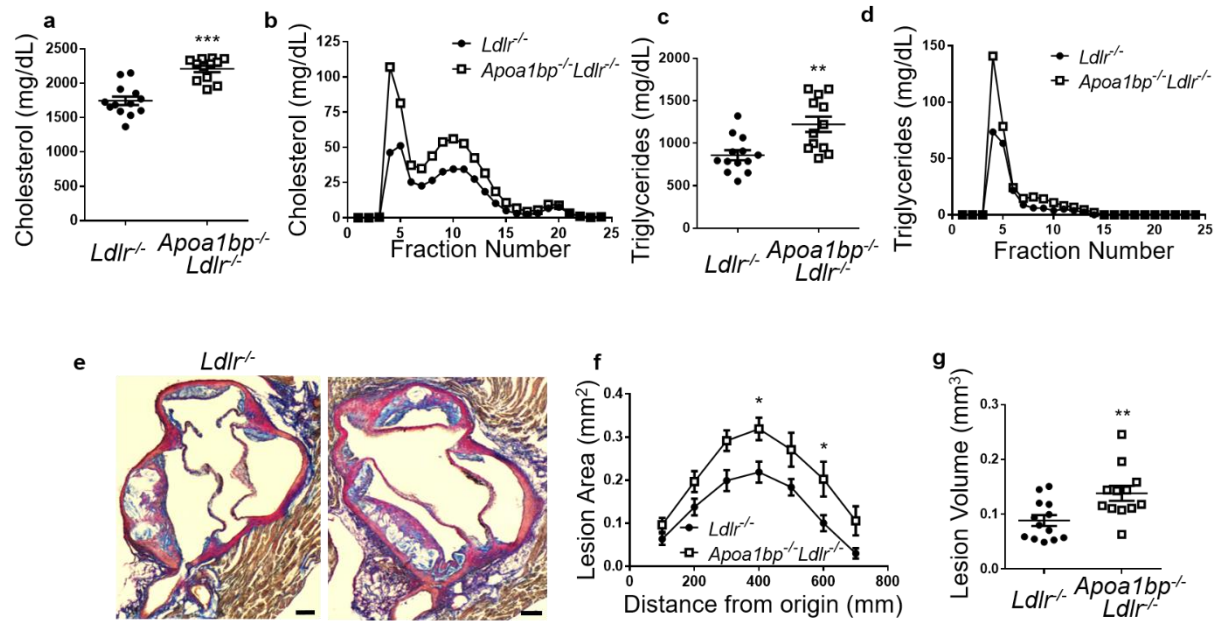 a
Cholesterol (mg/dL)
2500
2000
1500
1000
500
0
***
Ldlr-/-
Apoa1bp-/-
Ldlr-/-
b
Cholesterol (mg/dL)
125
100
75
50
25
0
Ldlr-/-
Apoa1bp-/-Ldlr-/-
0 5 10 15 20 25
Fraction Number
c
Triglycerides (mg/dL)
2000
1500
1000
500
0
**
Ldlr-/-
Apoa1bp-/-
Ldlr-/-
d
Triglycerides (mg/dL)
150
100
50
0
Ldlr-/-
Apoa1bp-/-Ldlr-/-
0 5 10 15 20 25
Fraction Number
e
Ldlr-/-
f
Lesion Area (mm2)
0.4
0.3
0.2
0.1
0.0
*
*
Ldlr-/-
Apoa1bp-/-Ldlr-/-
0 200 400 600 800
Distance from origin (mm)
g
Lesion Volume (mm3)
0.3
0.2
0.1
0.0
**
Ldlr-/-
Apoa1bp-/-
Ldlr-/-